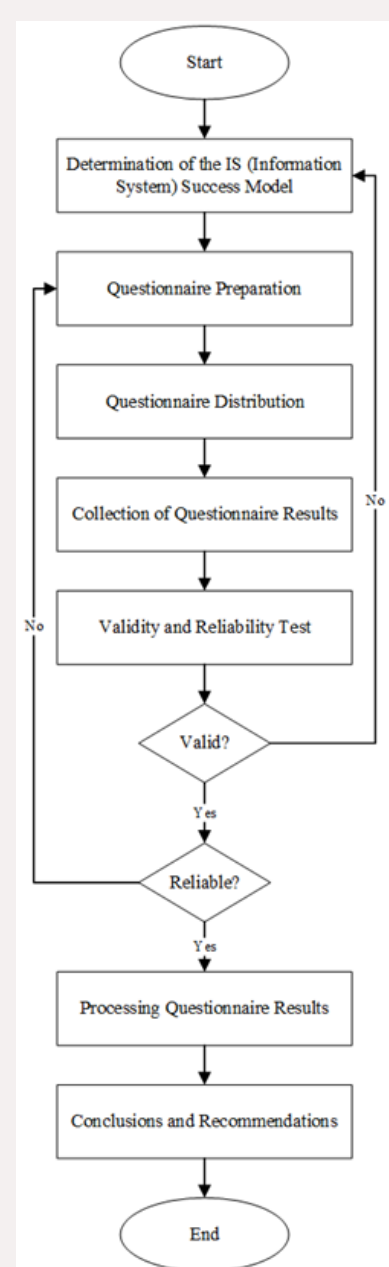 Start
Determination of the IS (Information
System) Success Model
Questionnaire Preparation
Questionnaire Distribution
No
Collection of Questionnaire Results
No
Validity and Reliability Test
Valid?
Yes
Reliable?
Yes
Processing Questionnaire Results
Conclusions and Recommendations
End